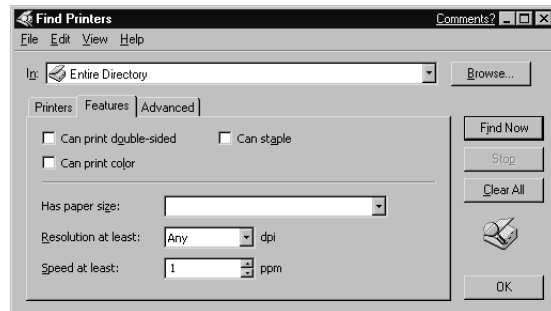 Find Printers Comments?
File Edit View Help
In: Entire Directory Browse...
Printers Features Advanced
Can print double-sided Can staple
Can print color
Has paper size:
Resolution at least: Any dpi
Speed at least: 1 ppm
Find Now
Stop
Clear All
OK